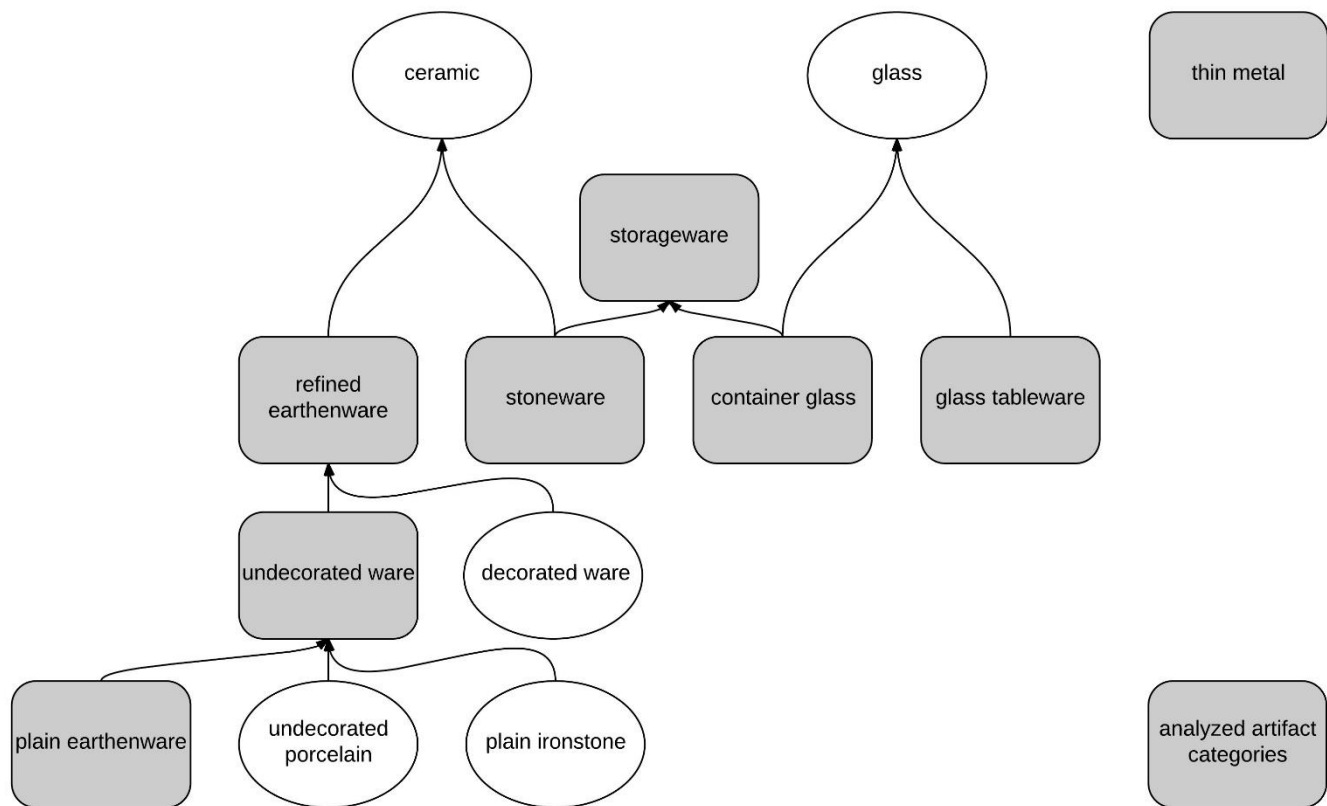 ceramic
glass
thin metal
storageware
refined
earthenware
stoneware
container glass
glass tableware
undecorated ware
decorated ware
plain earthenware
undecorated
porcelain
plain ironstone
analyzed artifact
categories